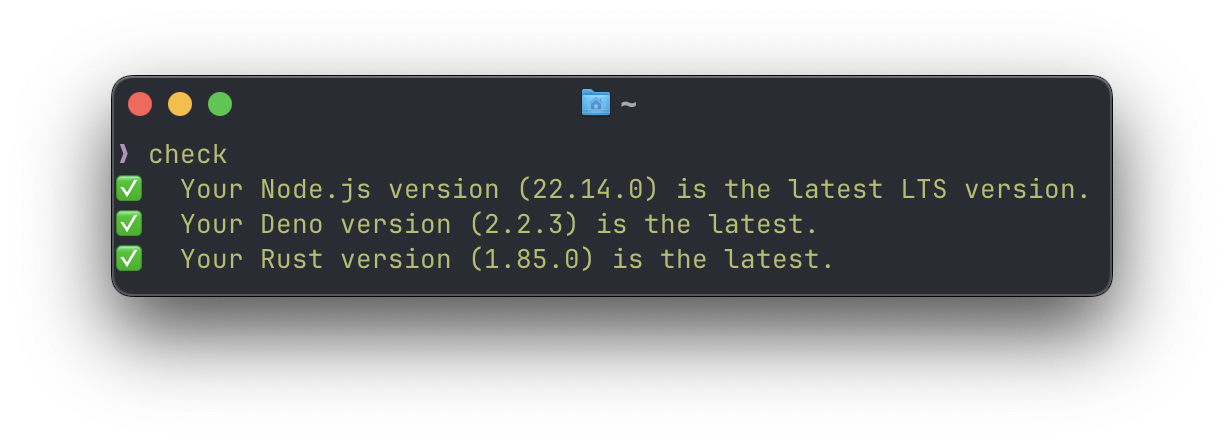 ~
❱ check
✅ Your Node.js version (22.14.0) is the latest LTS version.
✅ Your Deno version (2.2.3) is the latest.
✅ Your Rust version (1.85.0) is the latest.